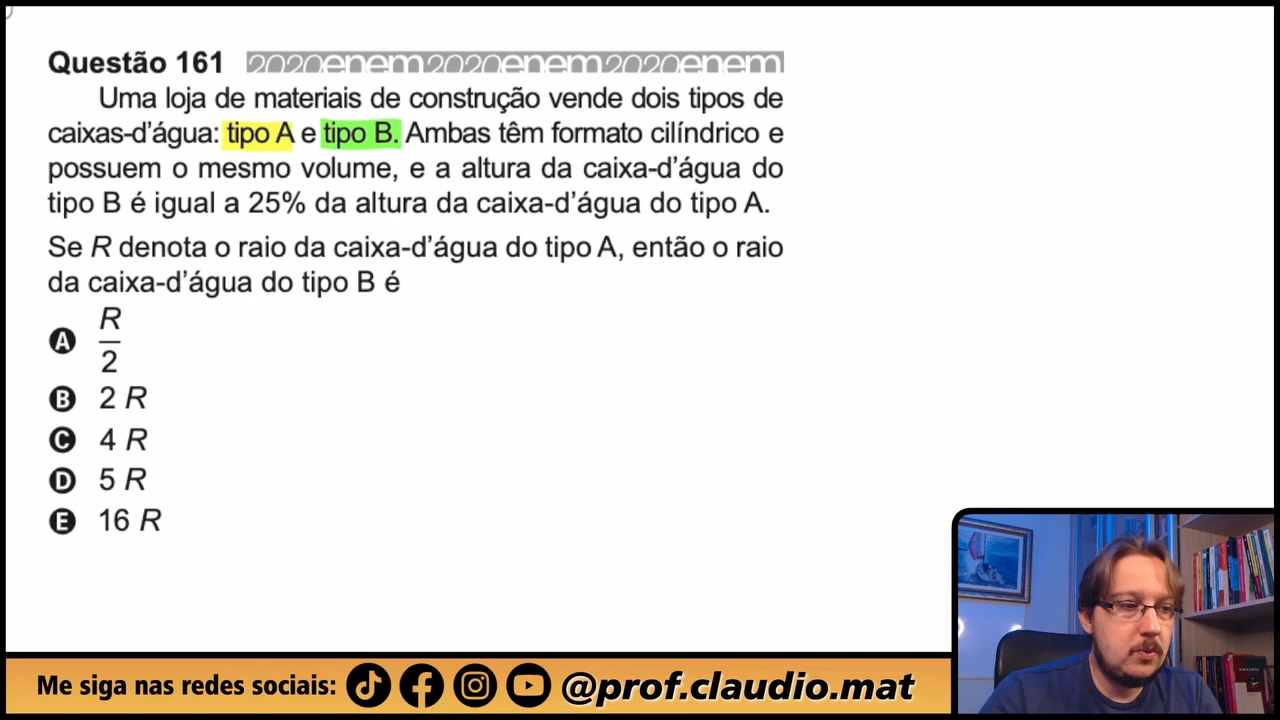 Questão 161 2020enem2020enem2020enem
Uma loja de materiais de construção vende dois tipos de
caixas-d’água: tipo A e tipo B. Ambas têm formato cilíndrico e
possuem o mesmo volume, e a altura da caixa-d’água do
tipo B é igual a 25% da altura da caixa-d’água do tipo A.
Se R denota o raio da caixa-d’água do tipo A, então o raio
da caixa-d’água do tipo B é
A R/2
B 2 R
C 4 R
D 5 R
E 16 R
Me siga nas redes sociais: @prof.claudio.mat